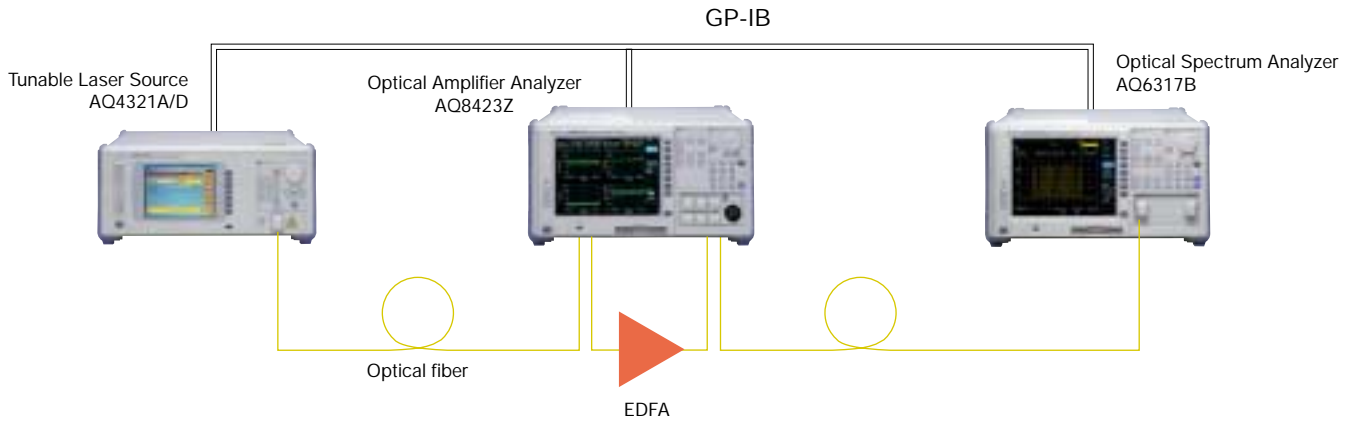 GP-IB
Tunable Laser Source
AQ4321A/D
Optical Amplifier Analyzer
AQ8423Z
Optical Spectrum Analyzer
AQ6317B
Optical fiber
EDFA